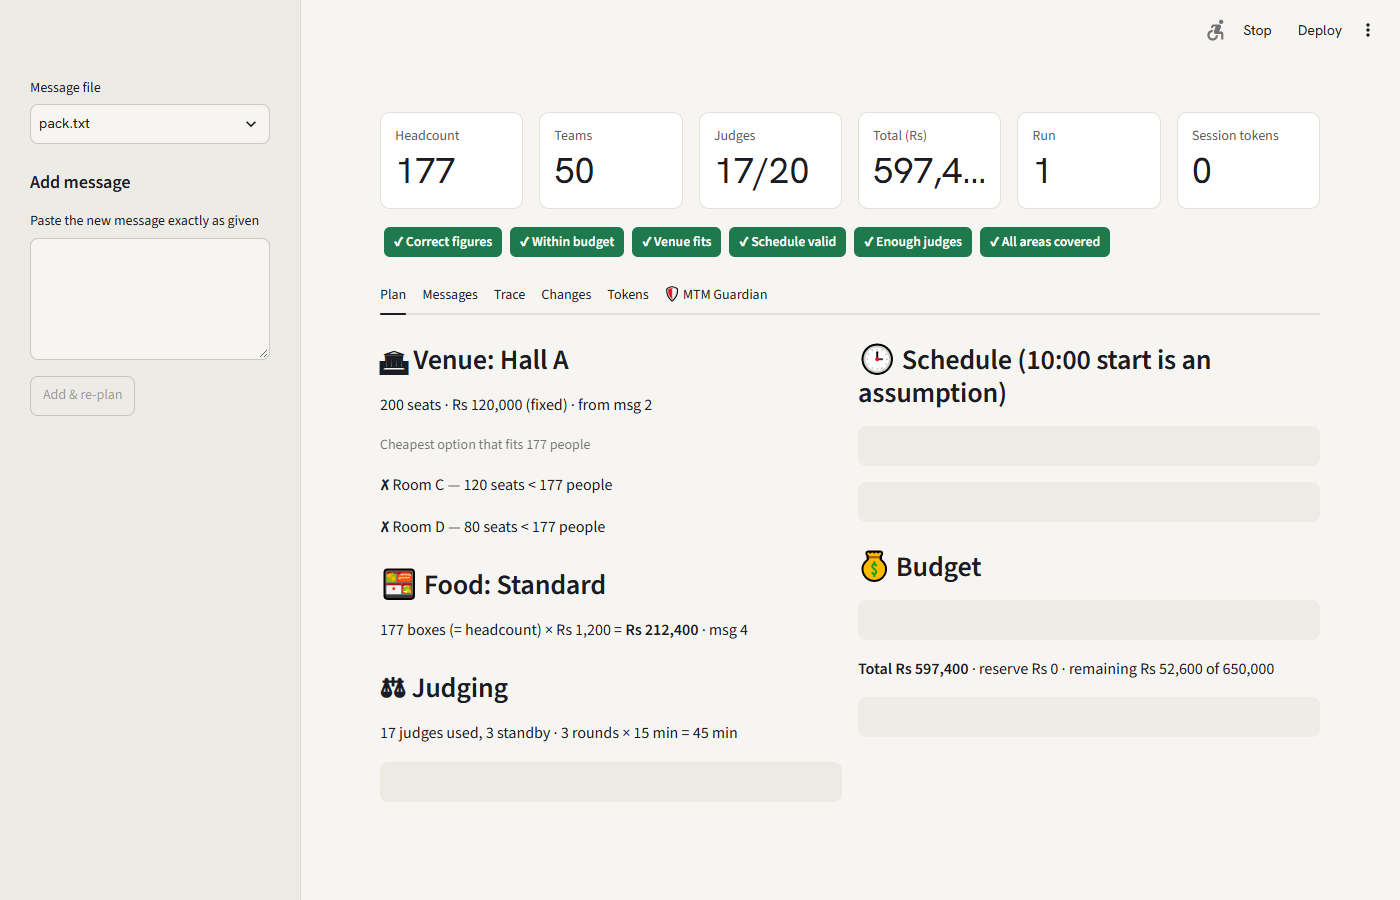 Stop
Deploy
Message file
pack.txt
Add message
Paste the new message exactly as given
Add & re-plan
Headcount
177
Teams
50
Judges
17/20
Total (Rs)
597,4...
Run
1
Session tokens
0
✓ Correct figures
✓ Within budget
✓ Venue fits
✓ Schedule valid
✓ Enough judges
✓ All areas covered
Plan
Messages
Trace
Changes
Tokens
MTM Guardian
Venue: Hall A
200 seats · Rs 120,000 (fixed) · from msg 2
Cheapest option that fits 177 people
✗ Room C — 120 seats < 177 people
✗ Room D — 80 seats < 177 people
Food: Standard
177 boxes (= headcount) × Rs 1,200 = Rs 212,400 · msg 4
Judging
17 judges used, 3 standby · 3 rounds × 15 min = 45 min
Schedule (10:00 start is an
assumption)
Budget
Total Rs 597,400 · reserve Rs 0 · remaining Rs 52,600 of 650,000